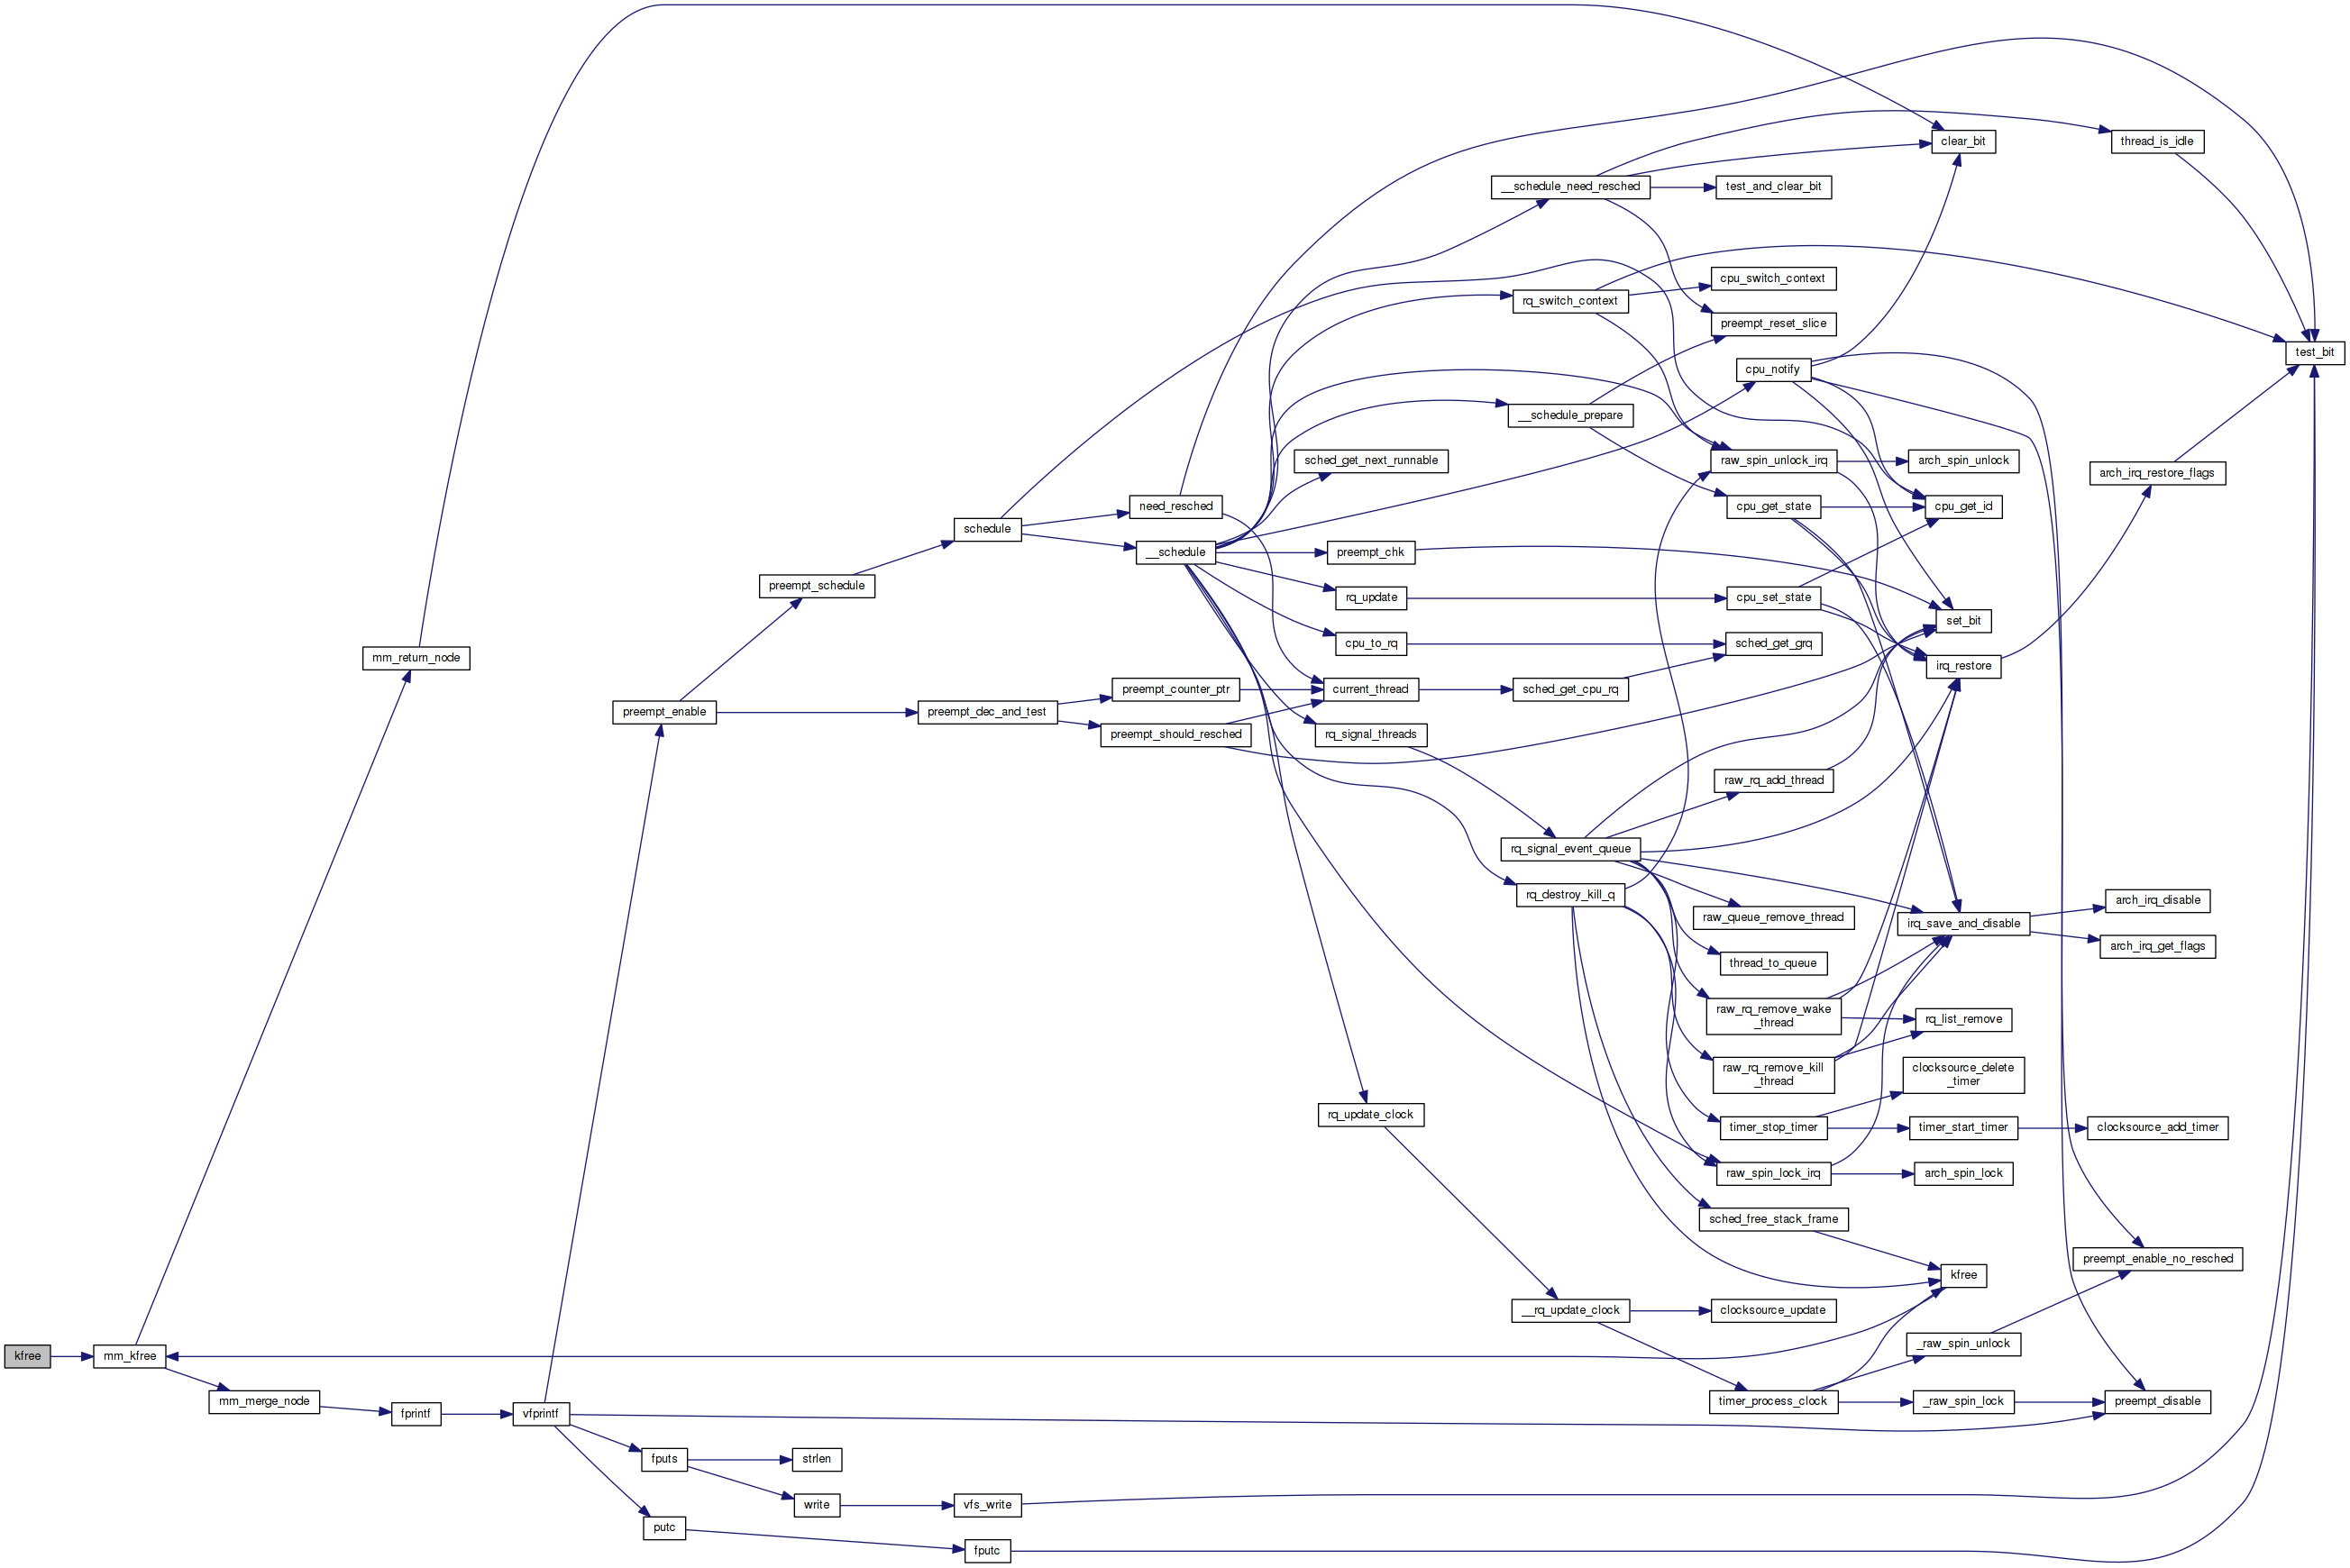 clear_bit
thread_is_idle
__schedule_need_resched
test_and_clear_bit
cpu_switch_context
rq_switch_context
preempt_reset_slice
test_bit
cpu_notify
__schedule_prepare
sched_get_next_runnable
raw_spin_unlock_irq
arch_spin_unlock
arch_irq_restore_flags
need_resched
cpu_get_state
cpu_get_id
schedule
__schedule
preempt_chk
preempt_schedule
rq_update
cpu_set_state
set_bit
cpu_to_rq
sched_get_grq
mm_return_node
irq_restore
preempt_counter_ptr
current_thread
sched_get_cpu_rq
preempt_enable
preempt_dec_and_test
preempt_should_resched
rq_signal_threads
raw_rq_add_thread
rq_signal_event_queue
rq_destroy_kill_q
arch_irq_disable
raw_queue_remove_thread
irq_save_and_disable
arch_irq_get_flags
thread_to_queue
raw_rq_remove_wake
_thread
rq_list_remove
raw_rq_remove_kill
_thread
clocksource_delete
_timer
rq_update_clock
timer_stop_timer
timer_start_timer
clocksource_add_timer
raw_spin_lock_irq
arch_spin_lock
sched_free_stack_frame
preempt_enable_no_resched
kfree
__rq_update_clock
clocksource_update
_raw_spin_unlock
kfree
mm_kfree
mm_merge_node
timer_process_clock
_raw_spin_lock
preempt_disable
fprintf
vfprintf
fputs
strlen
write
vfs_write
putc
fputc